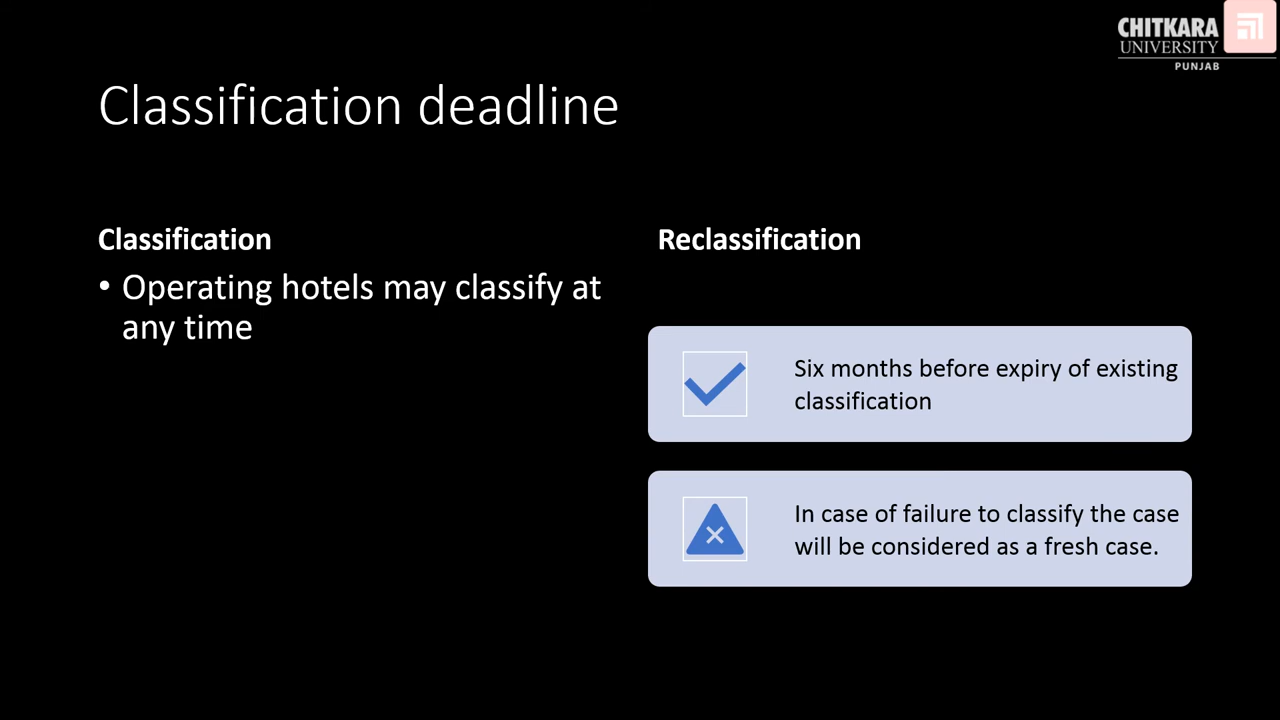 CHITKARA
UNIVERSITY
PUNJAB
Classification deadline
Classification
• Operating hotels may classify at
any time
Reclassification
Six months before expiry of existing
classification
In case of failure to classify the case
will be considered as a fresh case.